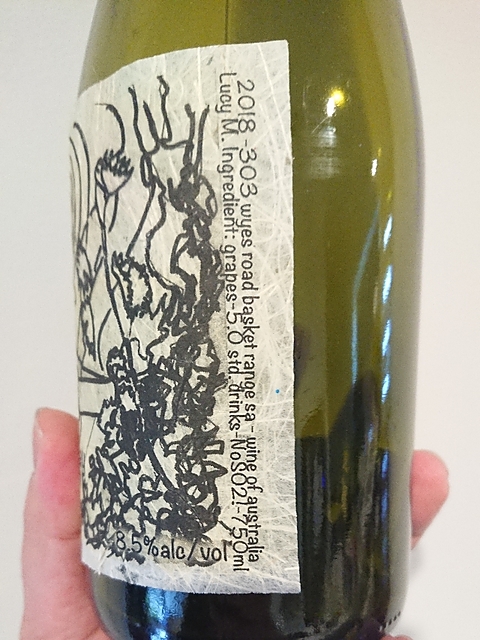 2018 -303 wyes road basket range sa - wine of australia
Lucy M. Ingredient: grapes-5.0 std drinks-NoSO2!-750ml
8.5%alc/vol